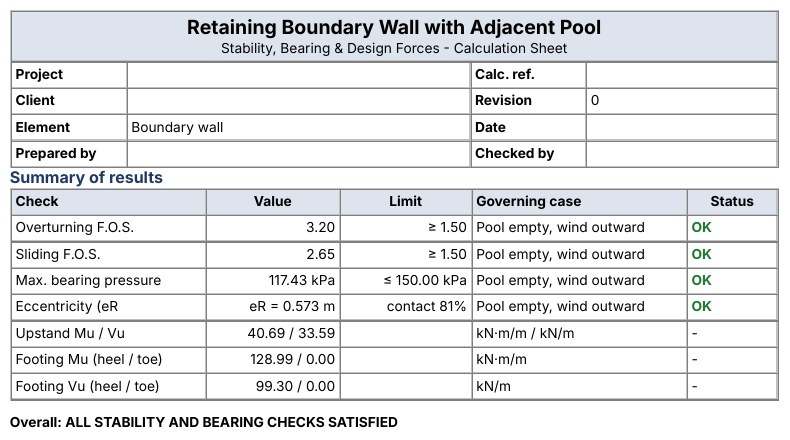 Retaining Boundary Wall with Adjacent Pool
Stability, Bearing & Design Forces - Calculation Sheet
Project Calc. ref.
Client Revision 0
Element Boundary wall Date
Prepared by Checked by
Summary of results
Check Value Limit Governing case Status
Overturning F.O.S. 3.20 ≥ 1.50 Pool empty, wind outward OK
Sliding F.O.S. 2.65 ≥ 1.50 Pool empty, wind outward OK
Max. bearing pressure 117.43 kPa ≤ 150.00 kPa Pool empty, wind outward OK
Eccentricity (eR eR = 0.573 m contact 81% Pool empty, wind outward OK
Upstand Mu / Vu 40.69 / 33.59 kN·m/m / kN/m -
Footing Mu (heel / toe) 128.99 / 0.00 kN·m/m -
Footing Vu (heel / toe) 99.30 / 0.00 kN/m -
Overall: ALL STABILITY AND BEARING CHECKS SATISFIED